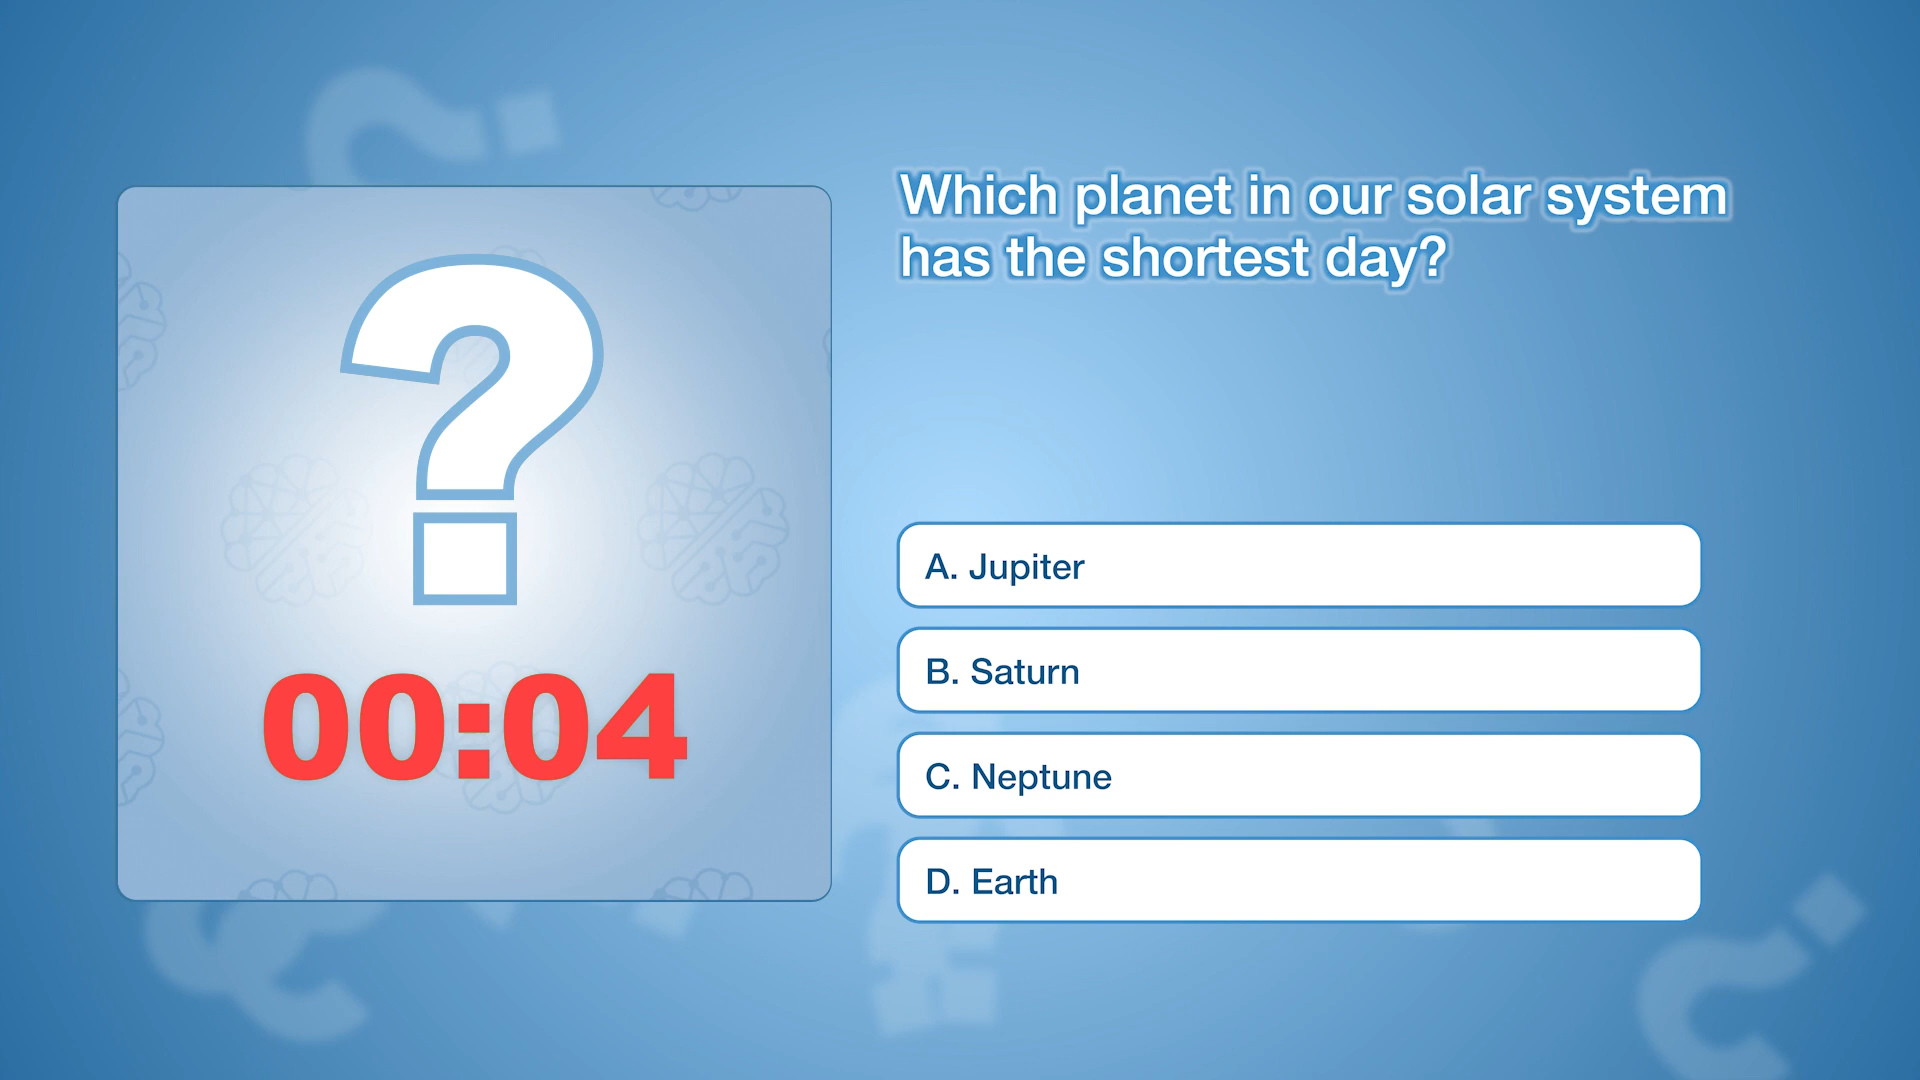 Which planet in our solar system
has the shortest day?
?
00:04
A. Jupiter
B. Saturn
C. Neptune
D. Earth